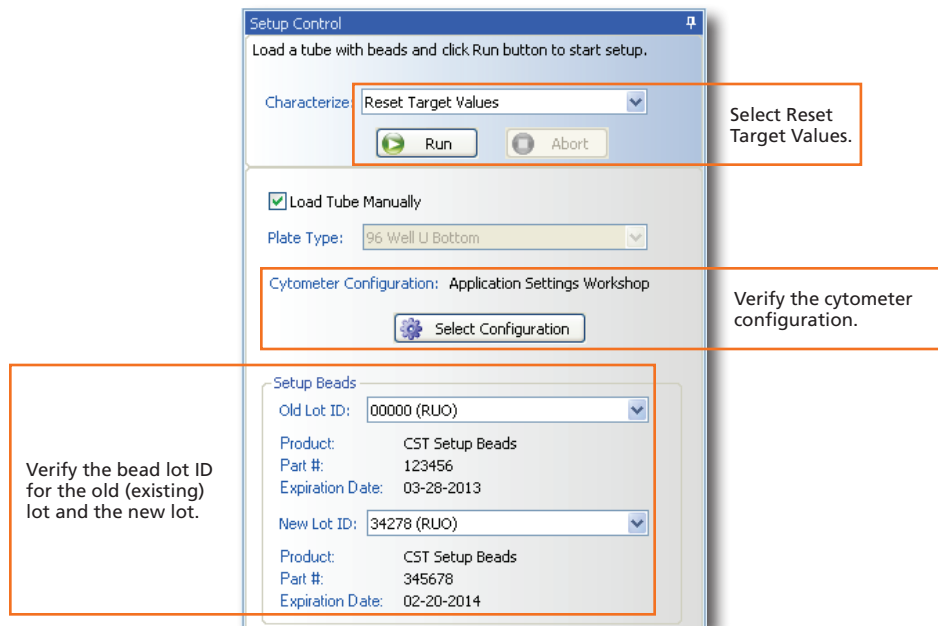 Setup Control
Load a tube with beads and click Run button to start setup.
Characterize: Reset Target Values
Run Abort
Select Reset
Target Values.
Load Tube Manually
Plate Type: 96 Well U Bottom
Cytometer Configuration: Application Settings Workshop
Select Configuration
Verify the cytometer
configuration.
Setup Beads
Old Lot ID: 00000 (RUO)
Product: CST Setup Beads
Part #: 123456
Expiration Date: 03-28-2013
New Lot ID: 34278 (RUO)
Product: CST Setup Beads
Part #: 345678
Expiration Date: 02-20-2014
Verify the bead lot ID
for the old (existing)
lot and the new lot.